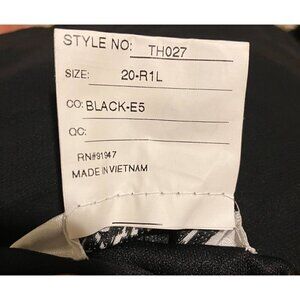 STYLE NO: TH027
SIZE: 20-R1L
CO: BLACK-E5
QC:
RN#91947
MADE IN VIETNAM